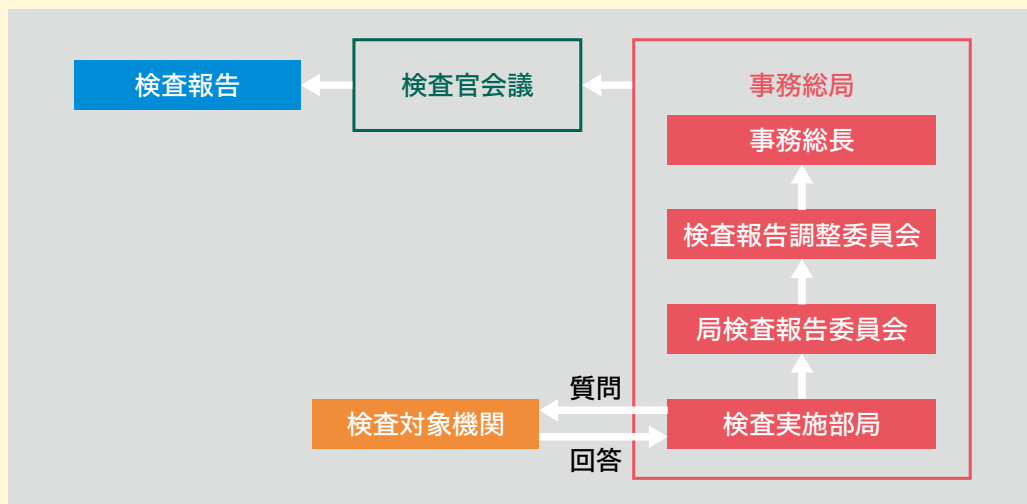 検査報告
検査官会議
事務総局
事務総長
検査報告調整委員会
局検査報告委員会
質問
検査対象機関
検査実施部局
回答